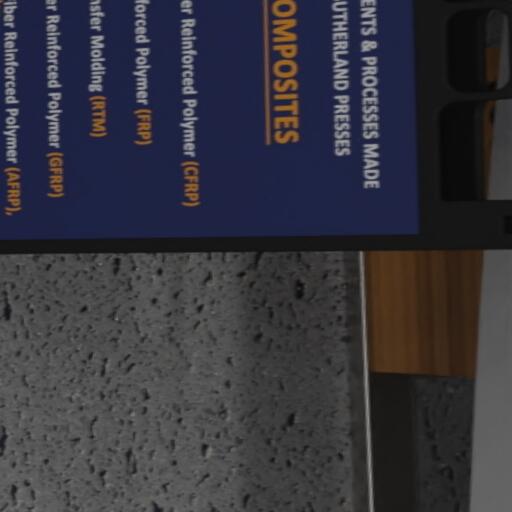 ENTS & PROCESSES MADE
UTHERLAND PRESSES
OMPOSITES
er Reinforced Polymer (CFRP)
forced Polymer (FRP)
nsfer Molding (RTM)
er Reinforced Polymer (GFRP)
iber Reinforced Polymer (AFRP),